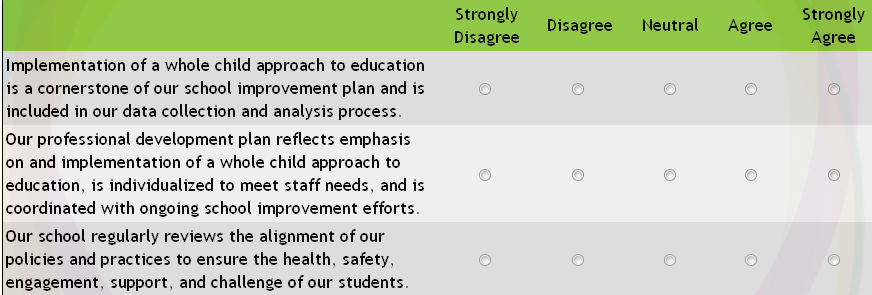 Strongly Disagree Disagree Neutral Agree Strongly Agree
Implementation of a whole child approach to education
is a cornerstone of our school improvement plan and is
included in our data collection and analysis process.
Our professional development plan reflects emphasis
on and implementation of a whole child approach to
education, is individualized to meet staff needs, and is
coordinated with ongoing school improvement efforts.
Our school regularly reviews the alignment of our
policies and practices to ensure the health, safety,
engagement, support, and challenge of our students.